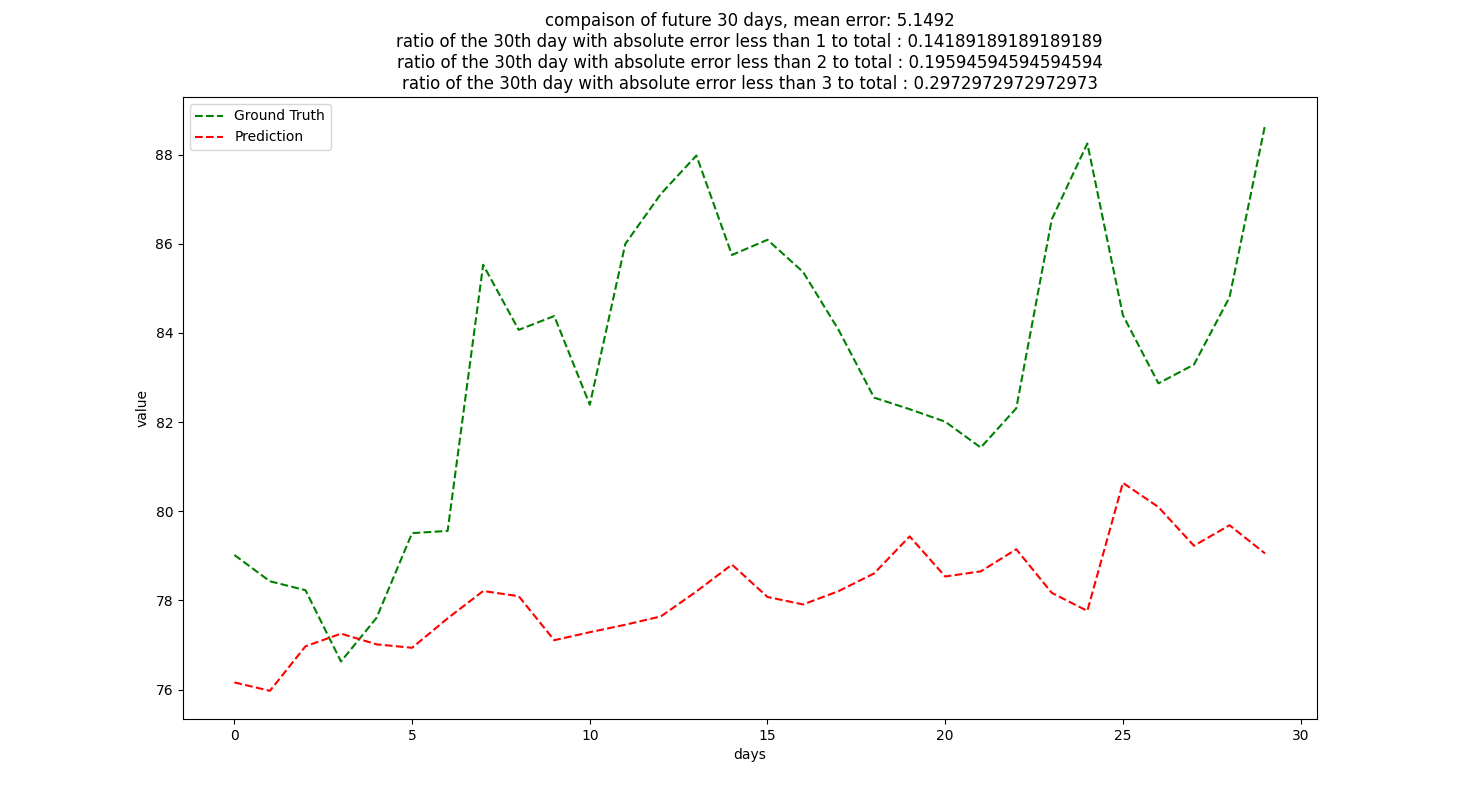 compaison of future 30 days, mean error: 5.1492
ratio of the 30th day with absolute error less than 1 to total : 0.14189189189189189
ratio of the 30th day with absolute error less than 2 to total : 0.19594594594594594
ratio of the 30th day with absolute error less than 3 to total : 0.2972972972972973
Ground Truth
Prediction
88
86
84
82
80
78
76
value
0 5 10 15 20 25 30
days